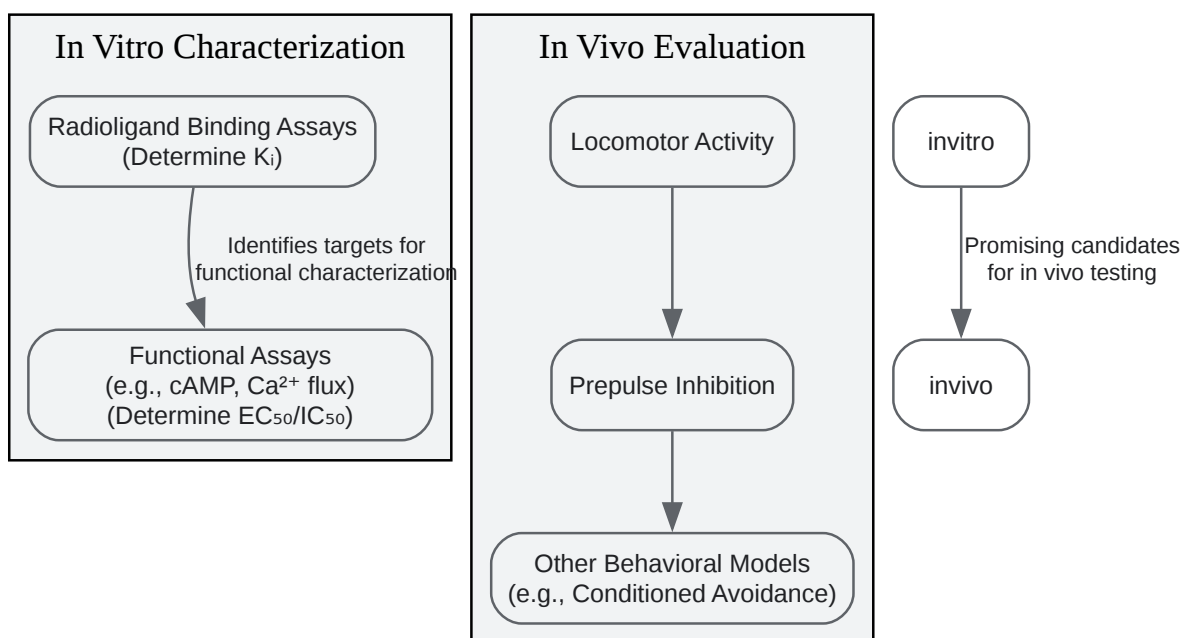 In Vitro Characterization
Radioligand Binding Assays
(Determine Kᵢ)
Identifies targets for
functional characterization
Functional Assays
(e.g., cAMP, Ca²⁺ flux)
(Determine EC₅₀/IC₅₀)
In Vivo Evaluation
Locomotor Activity
Prepulse Inhibition
Other Behavioral Models
(e.g., Conditioned Avoidance)
invitro
Promising candidates
for in vivo testing
invivo